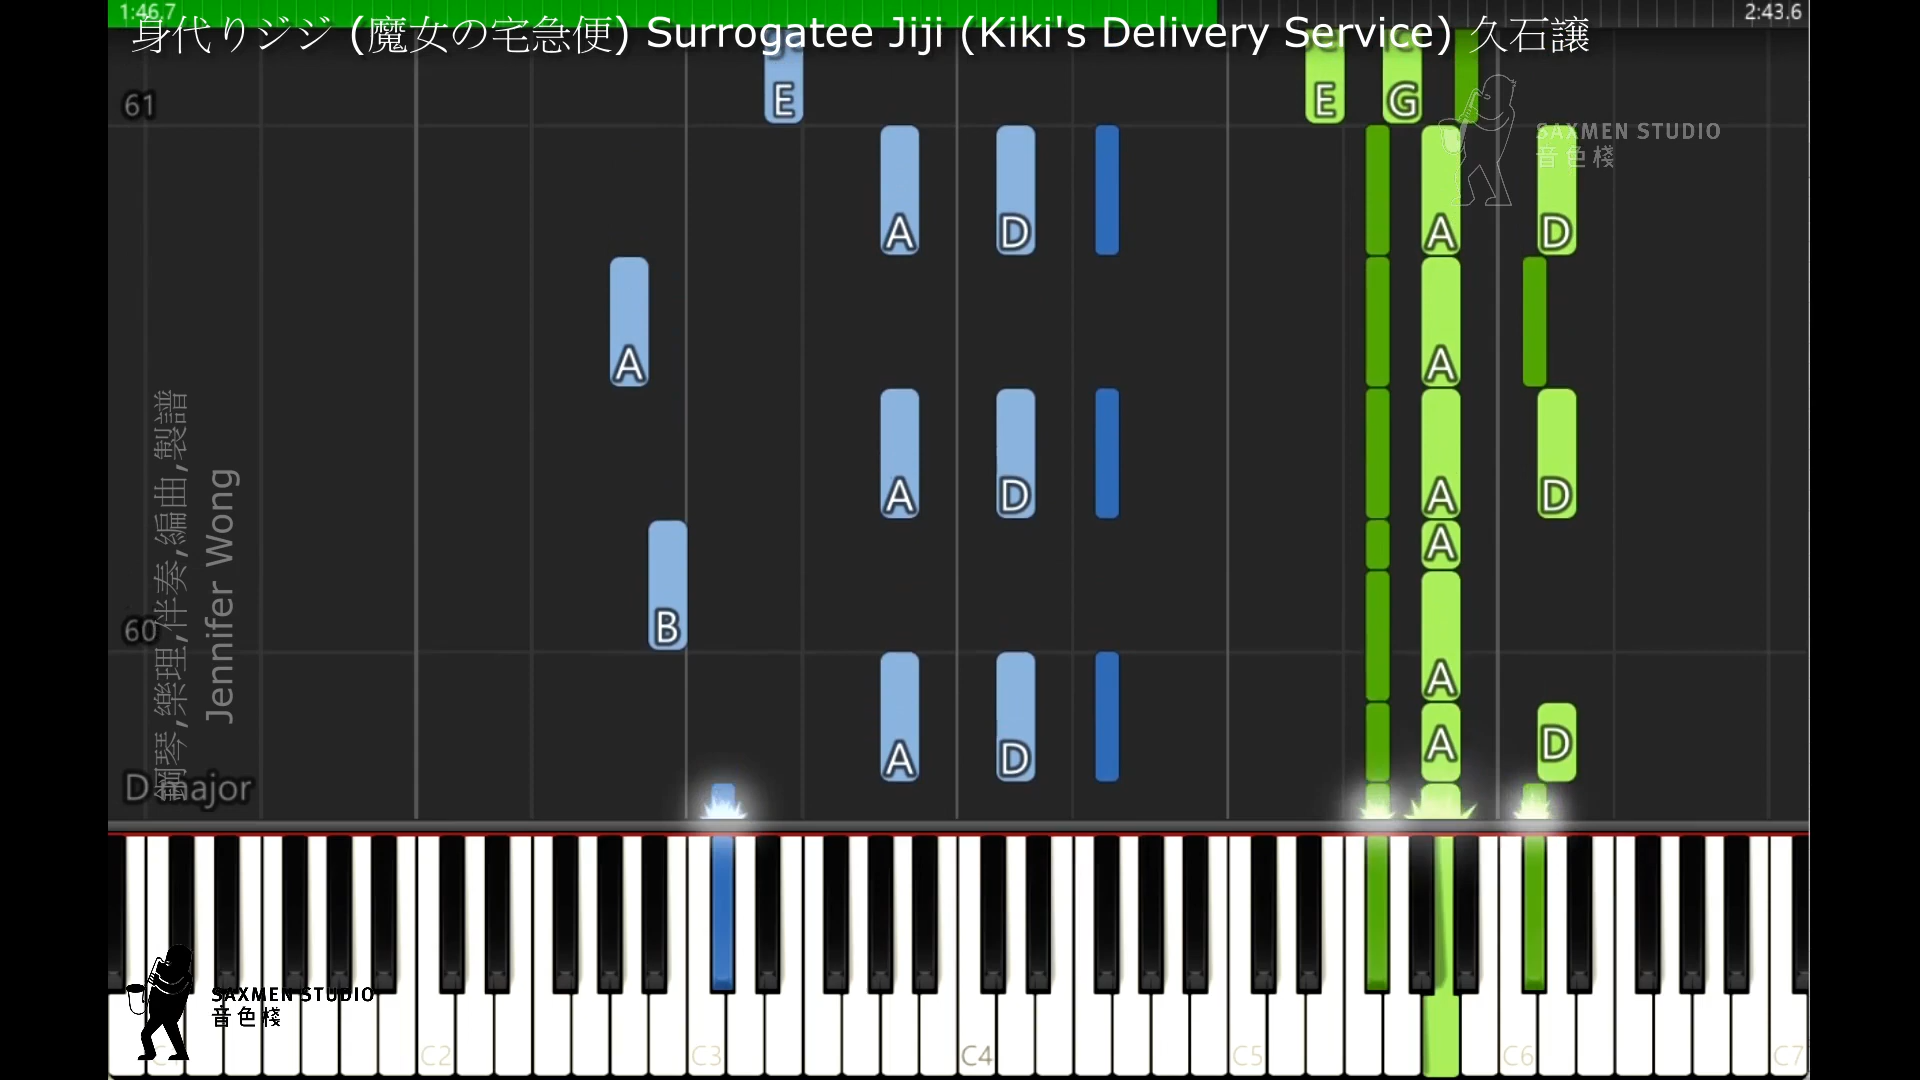 1:46.7
2:43.6
身代りジジ (魔女の宅急便) Surrogatee Jiji (Kiki's Delivery Service) 久石讓
61
E
E
G
SAXMEN STUDIO
音色棧
A
D
A
D
A
A
A
D
A
D
A
B
60
A
A
D
A
D
D major
鋼琴,樂理,伴奏,編曲,製譜
Jennifer Wong
SAXMEN STUDIO
音色棧
C1
C2
C3
C4
C5
C6
C7